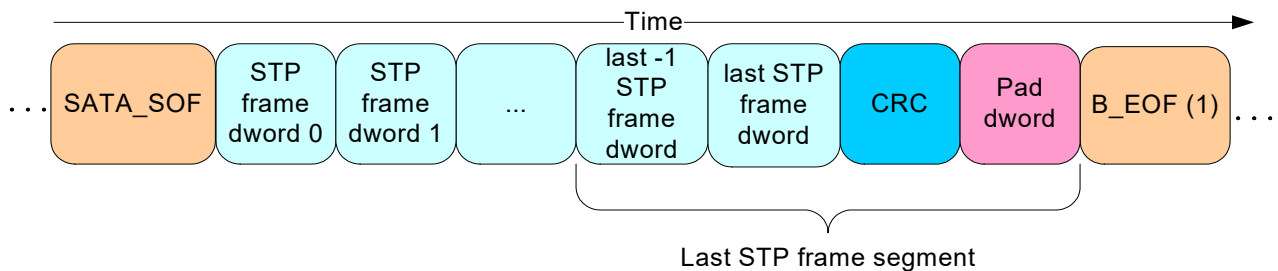 Time
. . .
SATA_SOF
STP
frame
dword 0
STP
frame
dword 1
...
last -1
STP
frame
dword
last STP
frame
dword
CRC
Pad
dword
B_EOF (1)
. . .
Last STP frame segment